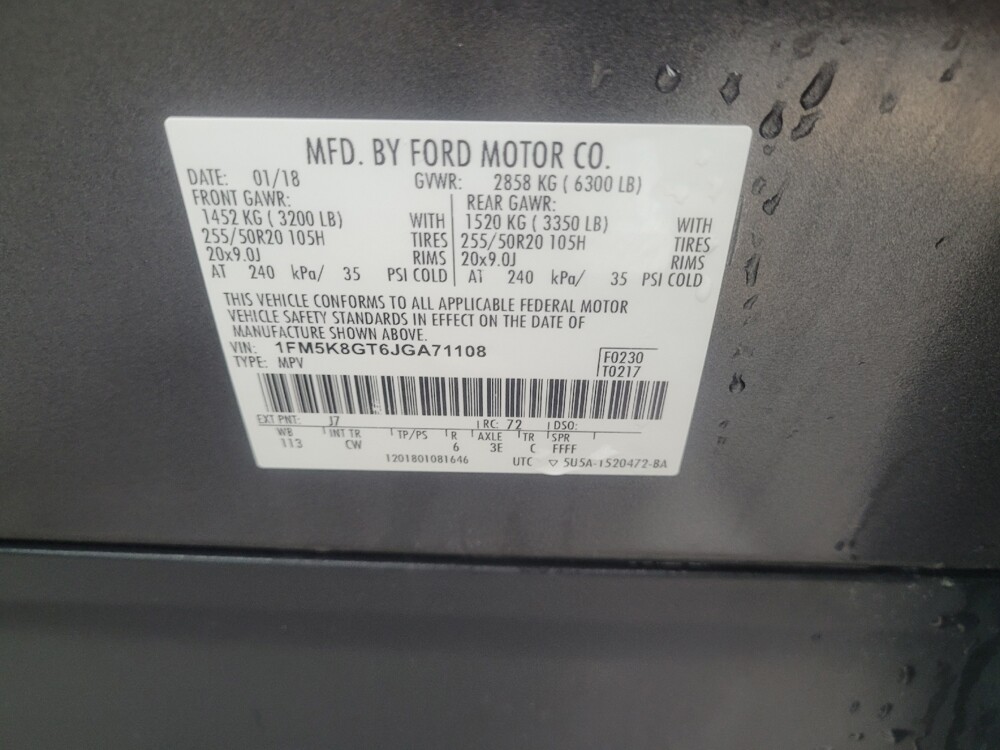 MFD. BY FORD MOTOR CO.
DATE: 01/18 GVWR: 2858 KG ( 6300 LB)
FRONT GAWR: REAR GAWR:
1452 KG ( 3200 LB) WITH 1520 KG ( 3350 LB) WITH
255/50R20 105H TIRES 255/50R20 105H TIRES
20x9.0J RIMS 20x9.0J RIMS
AT 240 kPa/ 35 PSI COLD AT 240 kPa/ 35 PSI COLD
THIS VEHICLE CONFORMS TO ALL APPLICABLE FEDERAL MOTOR
VEHICLE SAFETY STANDARDS IN EFFECT ON THE DATE OF
MANUFACTURE SHOWN ABOVE.
VIN: 1FM5K8GT6JGA71108
TYPE: MPV
F0230
T0217
EXT PNT: J7 RC: 72 DSO:
WB INT TR TP/PS R AXLE TR SPR
113 CW 6 3E C FFFF
1201801081646 UTC ▽ 5U5A-1520472-BA